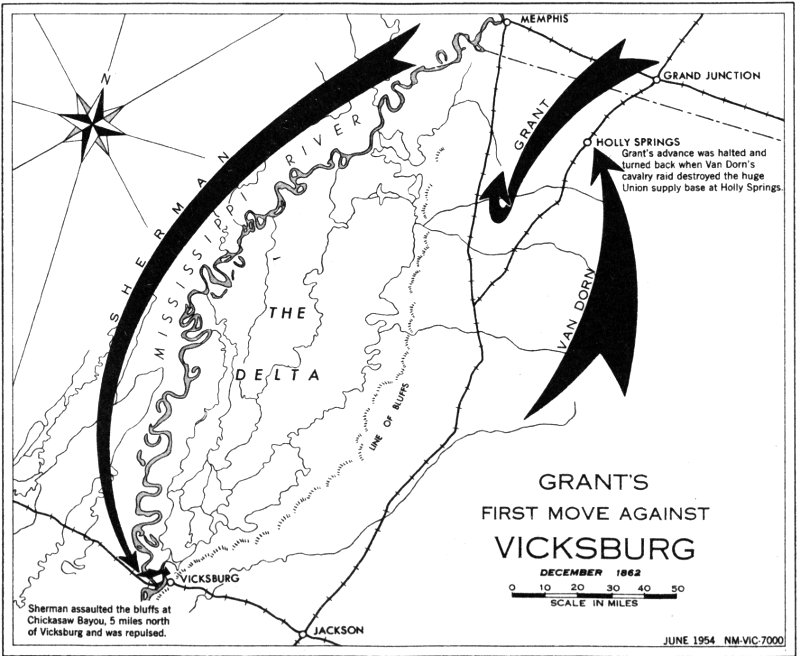 MEMPHIS
GRAND JUNCTION
N
GRANT
HOLLY SPRINGS
Grant's advance was halted and
turned back when Van Dorn's
cavalry raid destroyed the huge
Union supply base at Holly Springs.
SHERMAN
MISSISSIPPI RIVER
THE
DELTA
VAN DORN
LINE OF BLUFFS
GRANT'S
FIRST MOVE AGAINST
VICKSBURG
DECEMBER 1862
0 10 20 30 40 50
SCALE IN MILES
VICKSBURG
Sherman assaulted the bluffs at
Chickasaw Bayou, 5 miles north
of Vicksburg and was repulsed.
JACKSON
JUNE 1954 NM-VIC-7000